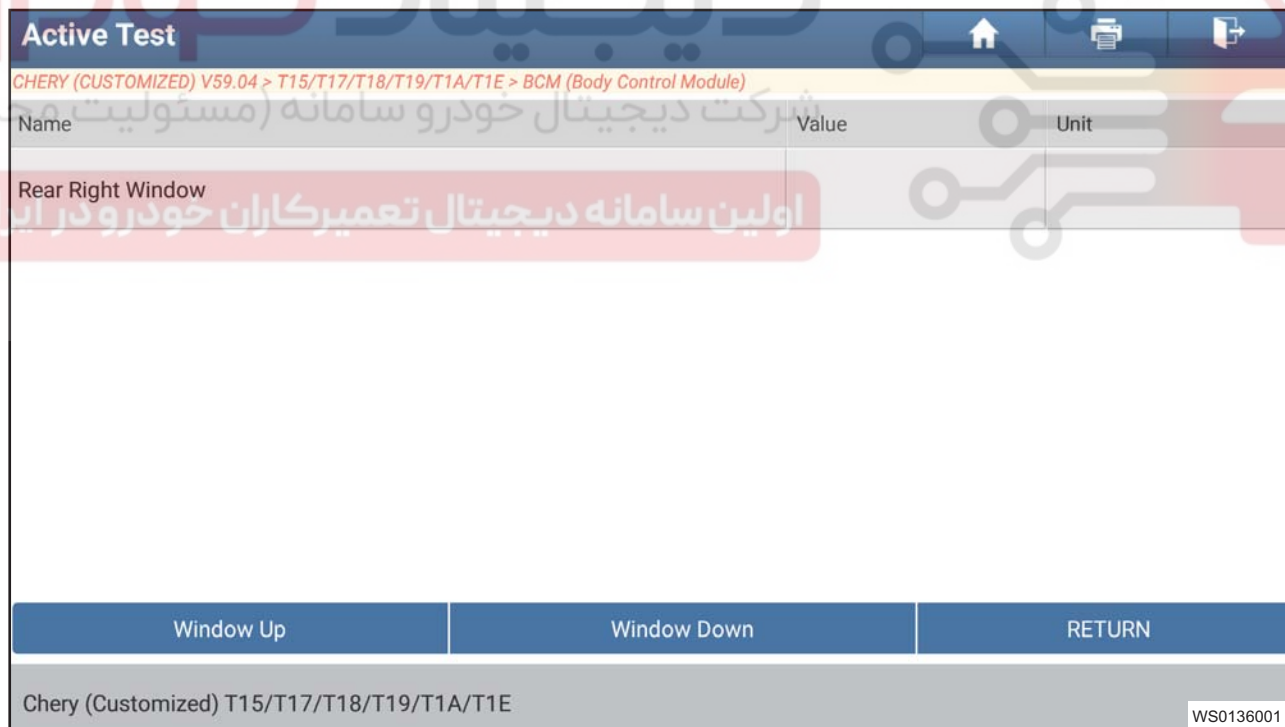 Active Test
CHERY (CUSTOMIZED) V59.04 > T15/T17/T18/T19/T1A/T1E > BCM (Body Control Module)
شرکت دیجیتال خودرو سامانه (مسئولیت
Name Value Unit
Rear Right Window
اولین سامانه دیجیتال تعمیرکاران خودرو در
Window Up Window Down RETURN
Chery (Customized) T15/T17/T18/T19/T1A/T1E
WS0136001